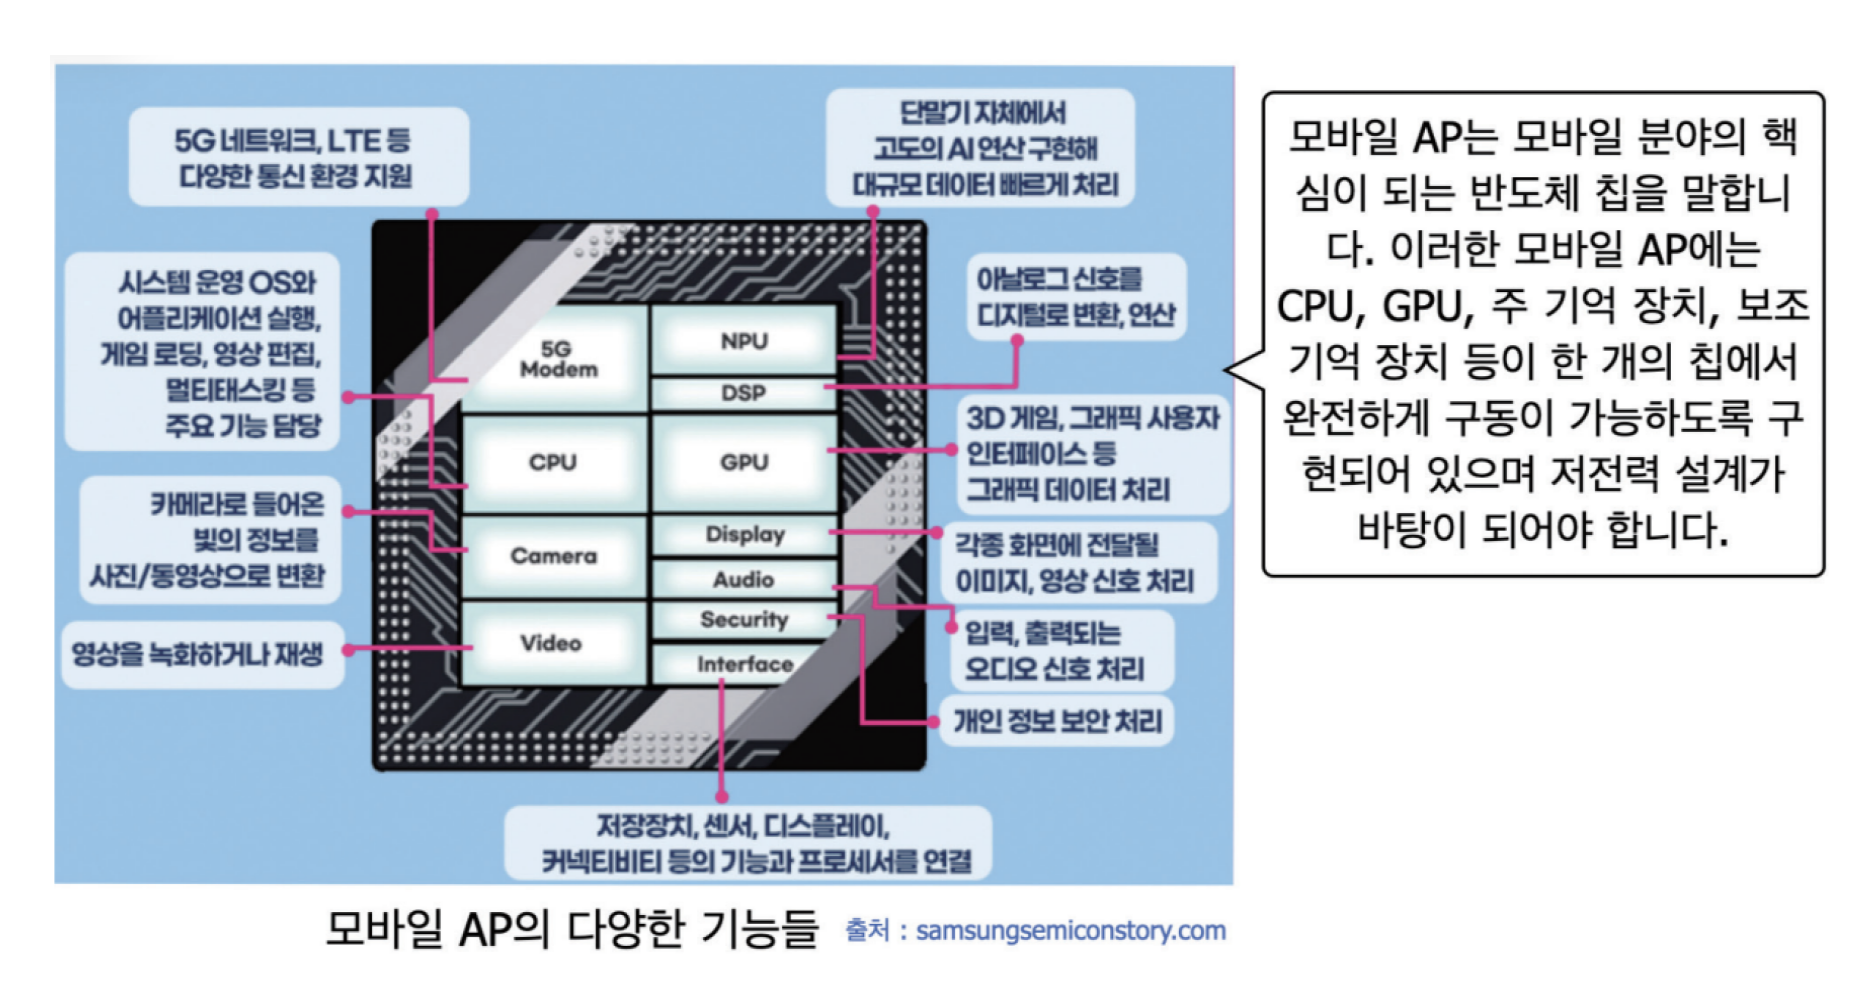 5G 네트워크, LTE 등
다양한 통신 환경 지원
단말기 자체에서
고도의 AI 연산 구현해
대규모 데이터 빠르게 처리
시스템 운영 OS와
어플리케이션 실행,
게임 로딩, 영상 편집,
멀티태스킹 등
주요 기능 담당
아날로그 신호를
디지털로 변환, 연산
3D 게임, 그래픽 사용자
인터페이스 등
그래픽 데이터 처리
카메라로 들어온
빛의 정보를
사진/동영상으로 변환
각종 화면에 전달될
이미지, 영상 신호 처리
영상을 녹화하거나 재생
입력, 출력되는
오디오 신호 처리
개인 정보 보안 처리
5G
Modem
CPU
Camera
Video
NPU
DSP
GPU
Display
Audio
Security
Interface
저장장치, 센서, 디스플레이,
커넥티비티 등의 기능과 프로세서를 연결
모바일 AP의 다양한 기능들 출처 : samsungsemiconstory.com
모바일 AP는 모바일 분야의 핵
심이 되는 반도체 칩을 말합니
다. 이러한 모바일 AP에는
CPU, GPU, 주 기억 장치, 보조
기억 장치 등이 한 개의 칩에서
완전하게 구동이 가능하도록 구
현되어 있으며 저전력 설계가
바탕이 되어야 합니다.